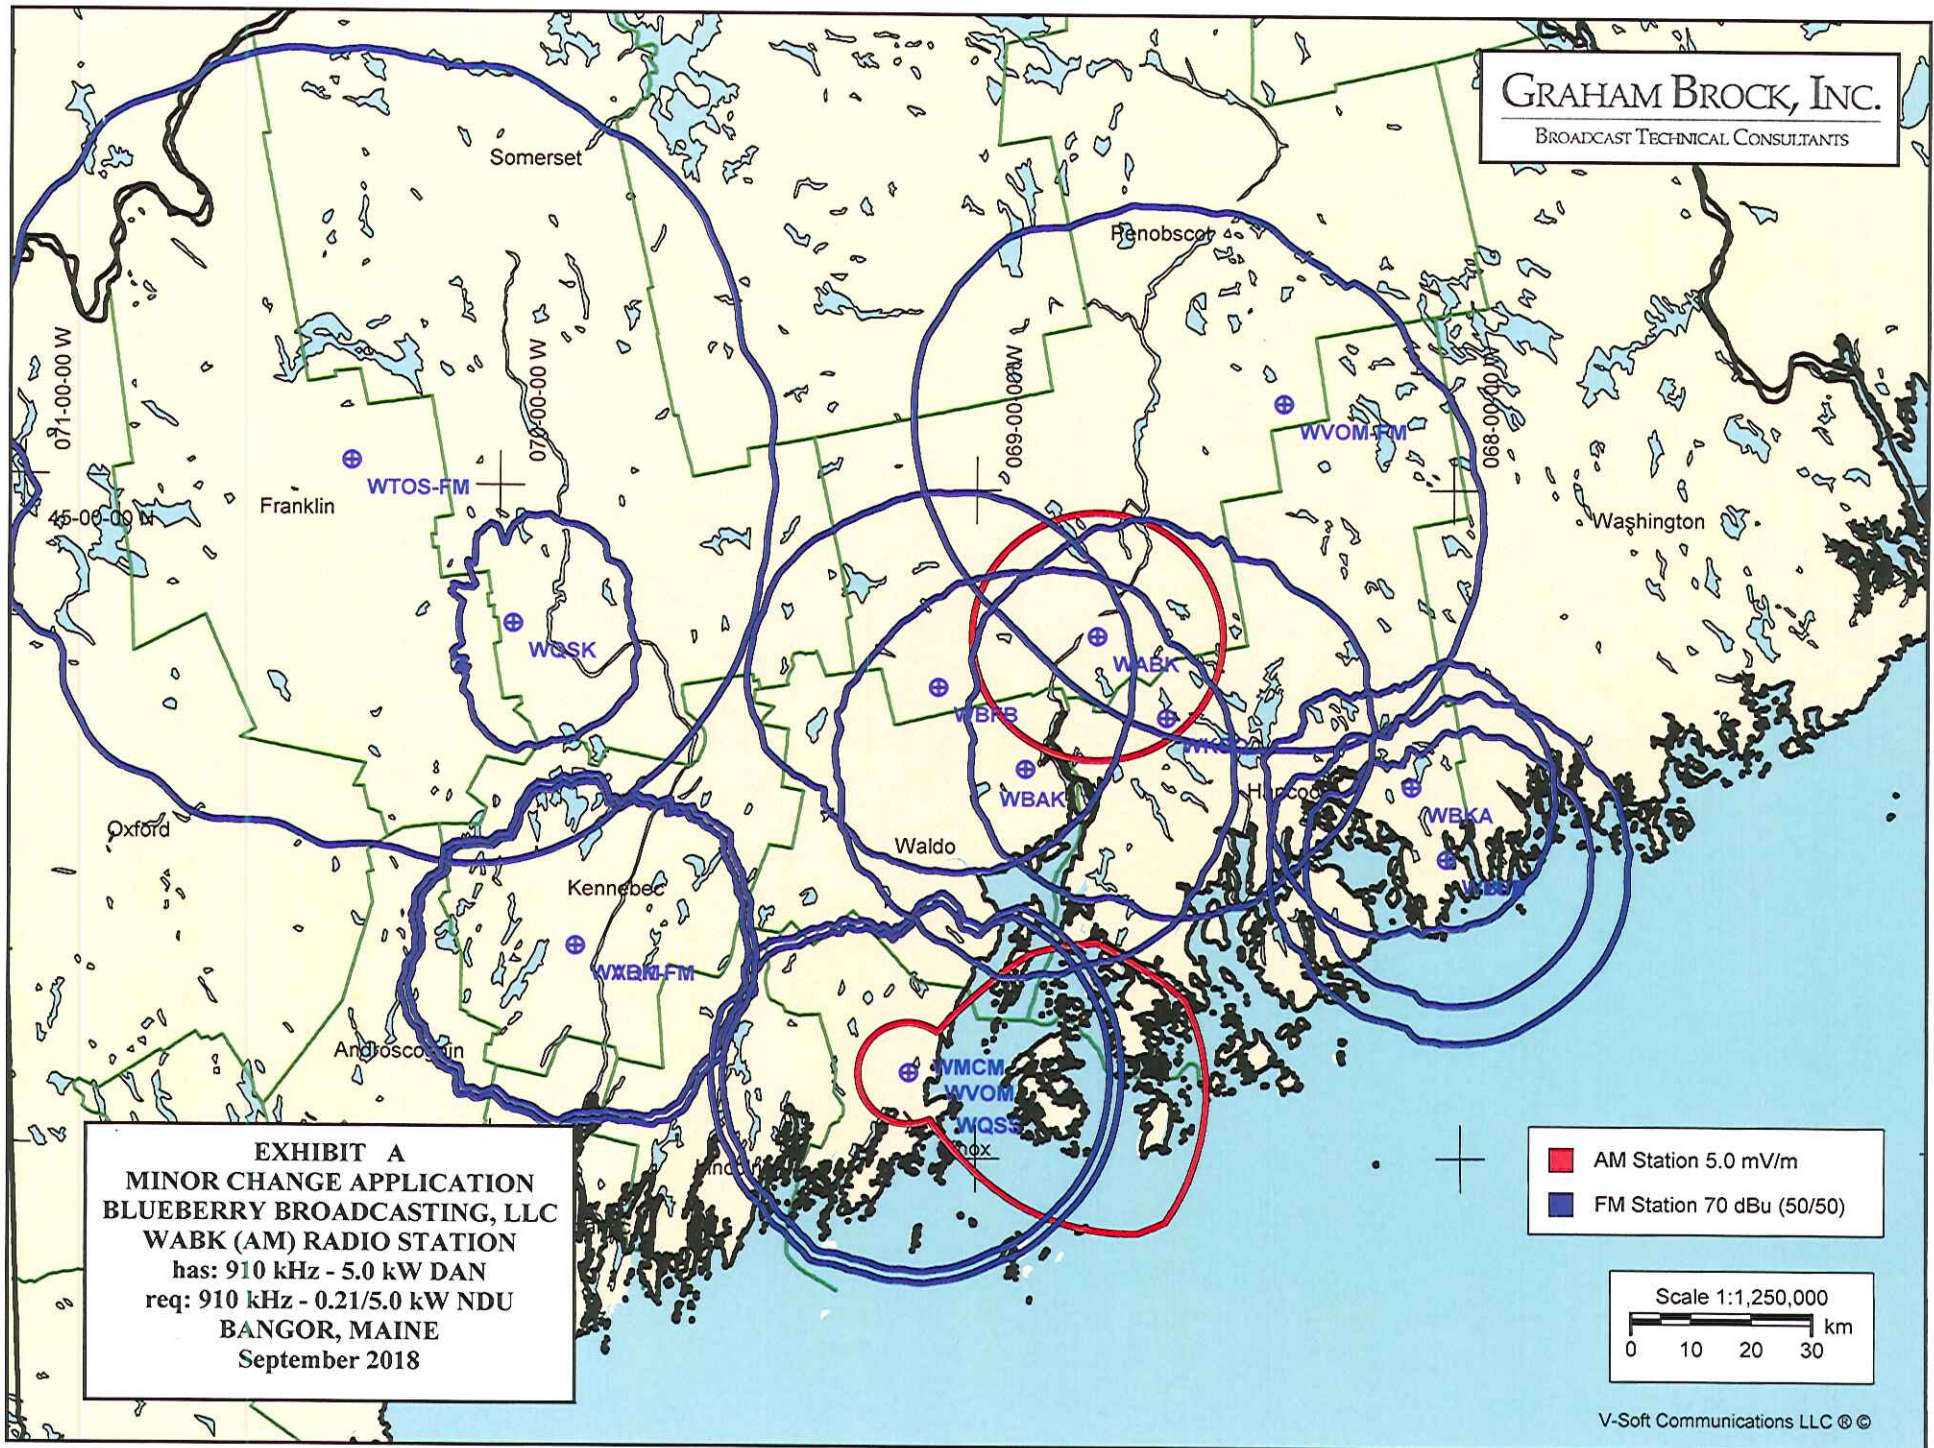 GRAHAM BROCK, INC.
BROADCAST TECHNICAL CONSULTANTS
Somerset
Penobscot
071-00-00 W
070-00-00 W
069-00-00 W
068-00-00 W
WVOM-FM
WTOS-FM
Franklin
45-00-00 N
Washington
WQSK
WABK
WBFB
WBAK
Hancock
WBKA
Oxford
Waldo
Kennebec
Androscoggin
WMCM
WVOM
WQSS
Knox
EXHIBIT A
MINOR CHANGE APPLICATION
BLUEBERRY BROADCASTING, LLC
WABK (AM) RADIO STATION
has: 910 kHz - 5.0 kW DAN
req: 910 kHz - 0.21/5.0 kW NDU
BANGOR, MAINE
September 2018
AM Station 5.0 mV/m
FM Station 70 dBu (50/50)
Scale 1:1,250,000
km
0 10 20 30
V-Soft Communications LLC ® ©